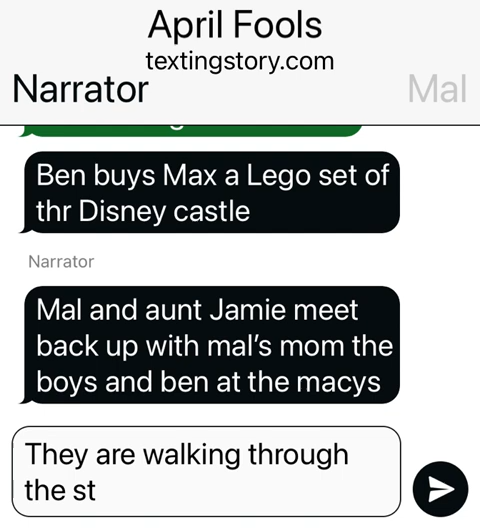 April Fools
textingstory.com
Narrator Mal
Ben buys Max a Lego set of
thr Disney castle
Narrator
Mal and aunt Jamie meet
back up with mal's mom the
boys and ben at the macys
They are walking through
the st